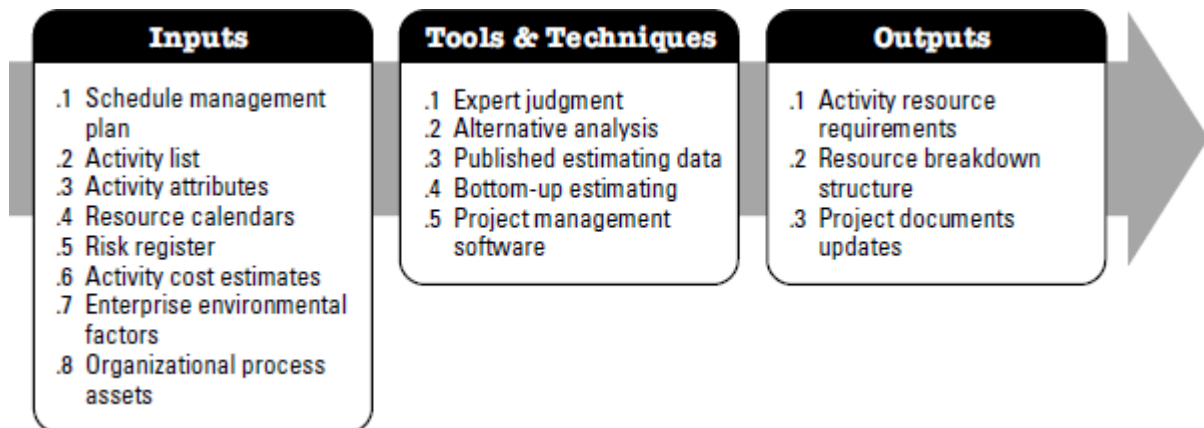 Inputs
.1 Schedule management
plan
.2 Activity list
.3 Activity attributes
.4 Resource calendars
.5 Risk register
.6 Activity cost estimates
.7 Enterprise environmental
factors
.8 Organizational process
assets
Tools & Techniques
.1 Expert judgment
.2 Alternative analysis
.3 Published estimating data
.4 Bottom-up estimating
.5 Project management
software
Outputs
.1 Activity resource
requirements
.2 Resource breakdown
structure
.3 Project documents
updates